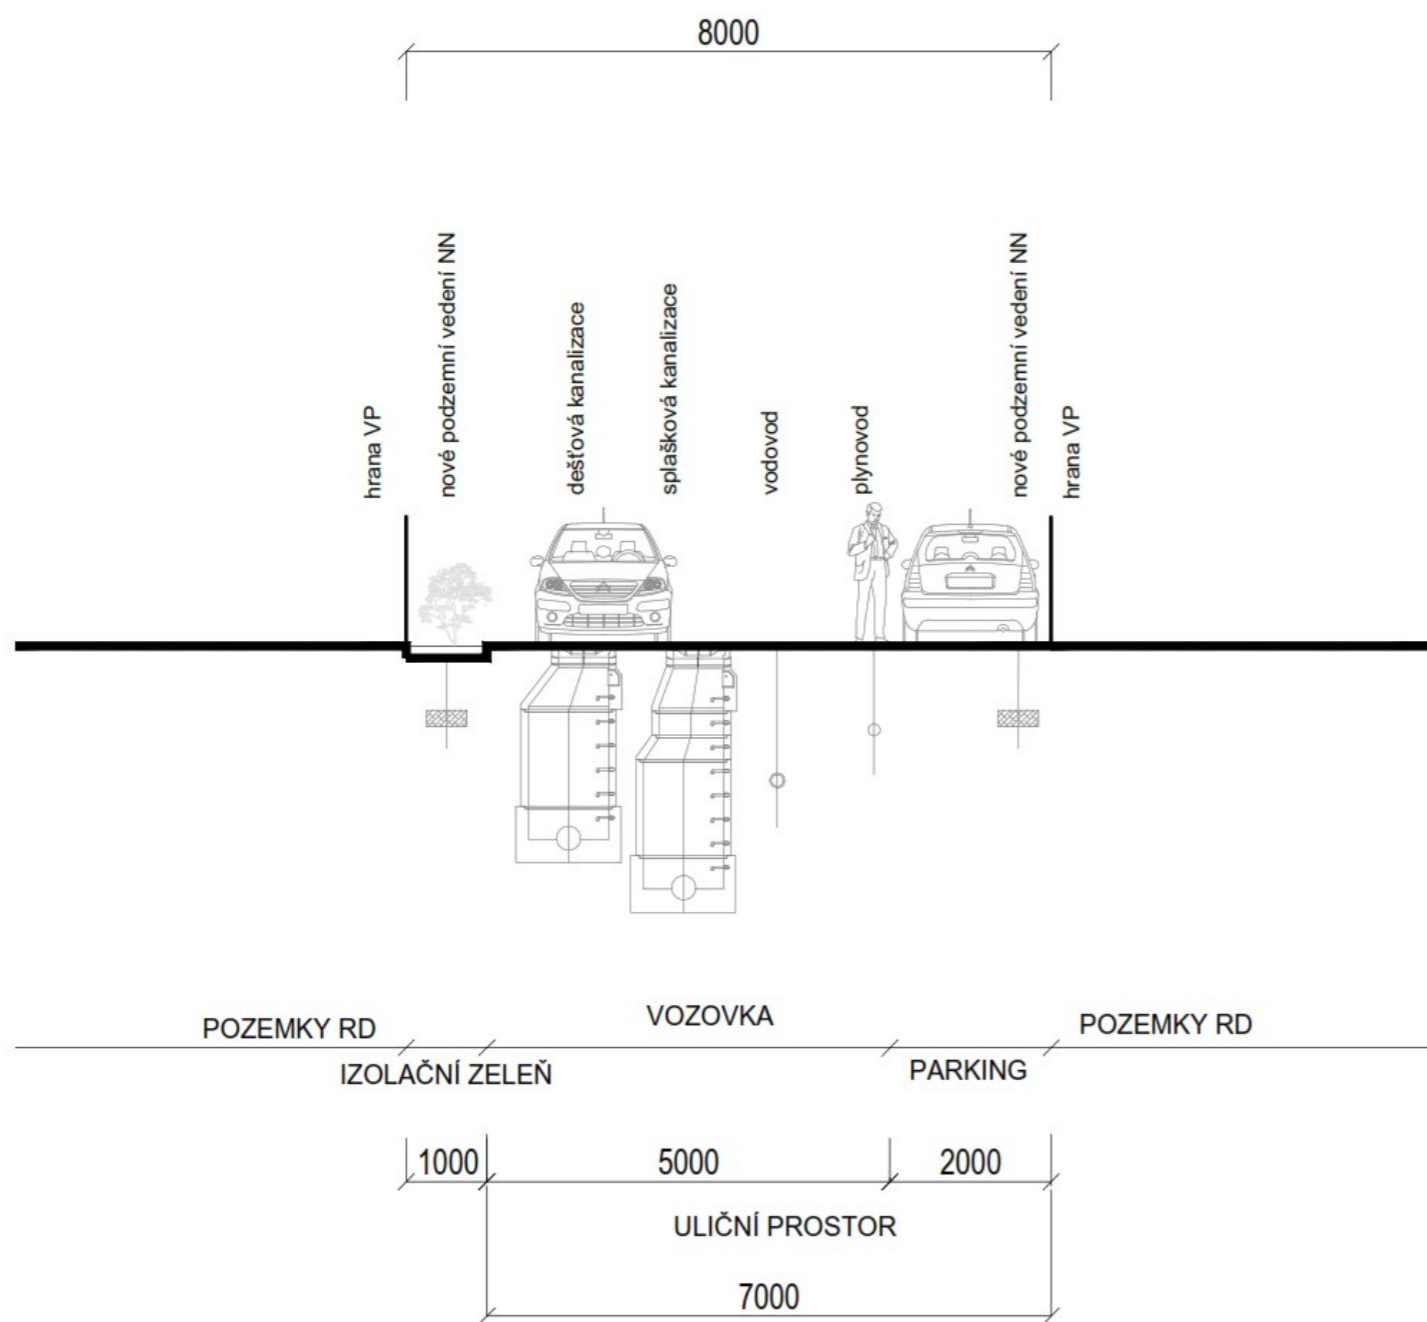 8000
hrana VP
nové podzemní vedení NN
dešťová kanalizace
splašková kanalizace
vodovod
plynovod
nové podzemní vedení NN
hrana VP
POZEMKY RD
VOZOVKA
POZEMKY RD
IZOLAČNÍ ZELEŇ
PARKING
1000
5000
2000
ULIČNÍ PROSTOR
7000